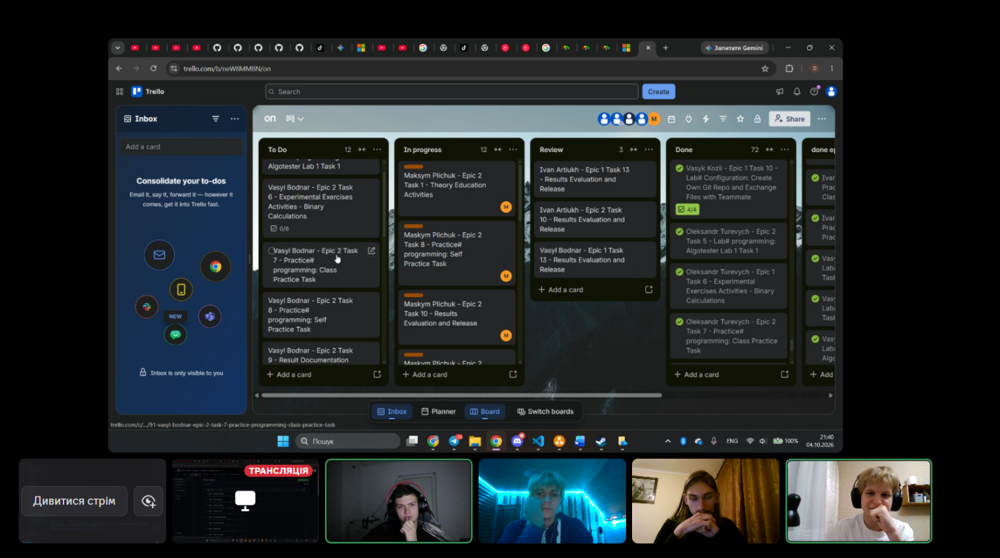 Запитати Gemini
trello.com/b/neW8MM8N/on
Trello
Search
Create
Inbox
Add a card
Consolidate your to-dos
Email it, say it, forward it — however it
comes, get it into Trello fast.
NEW
Inbox is only visible to you
оп
M
Share
To Do 12
Algotester Lab 1 Task 1
Vasyl Bodnar - Epic 2 Task
6 - Experimental Exercises
Activities - Binary
Calculations
0/6
Vasyl Bodnar - Epic 2 Task
7 - Practice#
programming: Class
Practice Task
Vasyl Bodnar - Epic 2 Task
8 - Practice#
programming: Self
Practice Task
Vasyl Bodnar - Epic 2 Task
9 - Result Documentation
Add a card
In progress 12
Maksym Plichuk - Epic 2
Task 1 - Theory Education
Activities
M
Maskym Plichuk - Epic 2
Task 8 - Practice#
programming: Self
Practice Task
M
Maskym Plichuk - Epic 2
Task 10 - Results
Evaluation and Release
M
Maskym Plichuk - Epic 2
Add a card
Review 3
Ivan Artiukh - Epic 1 Task 13
- Results Evaluation and
Release
Ivan Artiukh - Epic 2 Task
10 - Results Evaluation and
Release
Vasyl Bodnar - Epic 1 Task
13 - Results Evaluation and
Release
Add a card
Done 72
Vasyk Kozii - Epic 1 Task 10 -
Lab# Configuration: Create
Own Git Repo and Exchange
Files with Teammate
4/4
Oleksandr Turevych - Epic 2
Task 5 - Lab# programming:
Algotester Lab 1 Task 1
Oleksandr Turevych - Epic 1
Task 6 - Experimental
Exercises Activities - Binary
Calculations
Oleksandr Turevych - Epic 2
Task 7 - Practice#
programming: Class Practice
Task
Add a card
done ep
Ivan
Prac
Clas
Ivan
Prac
Prac
Vasy
Laba
Task
Vasy
Laba
Task
Vasy
Laba
Algo
Add
Inbox
Planner
Board
Switch boards
trello.com/c/.../91-vasyl-bodnar-epic-2-task-7-practice-programming-class-practice-task
Пошук
ENG
100%
21:40
04.10.2026
Дивитися стрім
ТРАНСЛЯЦІЯ